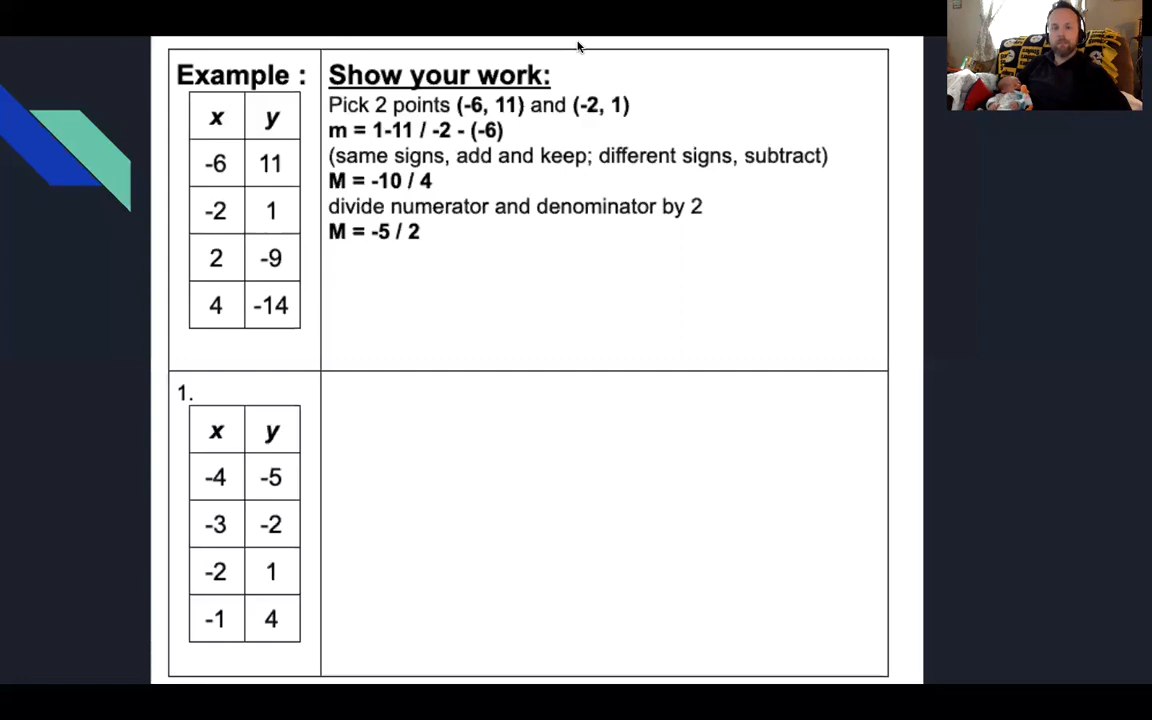 Example :
x y
-6 11
-2 1
2 -9
4 -14
Show your work:
Pick 2 points (-6, 11) and (-2, 1)
m = 1-11 / -2 - (-6)
(same signs, add and keep; different signs, subtract)
M = -10 / 4
divide numerator and denominator by 2
M = -5 / 2
1.
x y
-4 -5
-3 -2
-2 1
-1 4